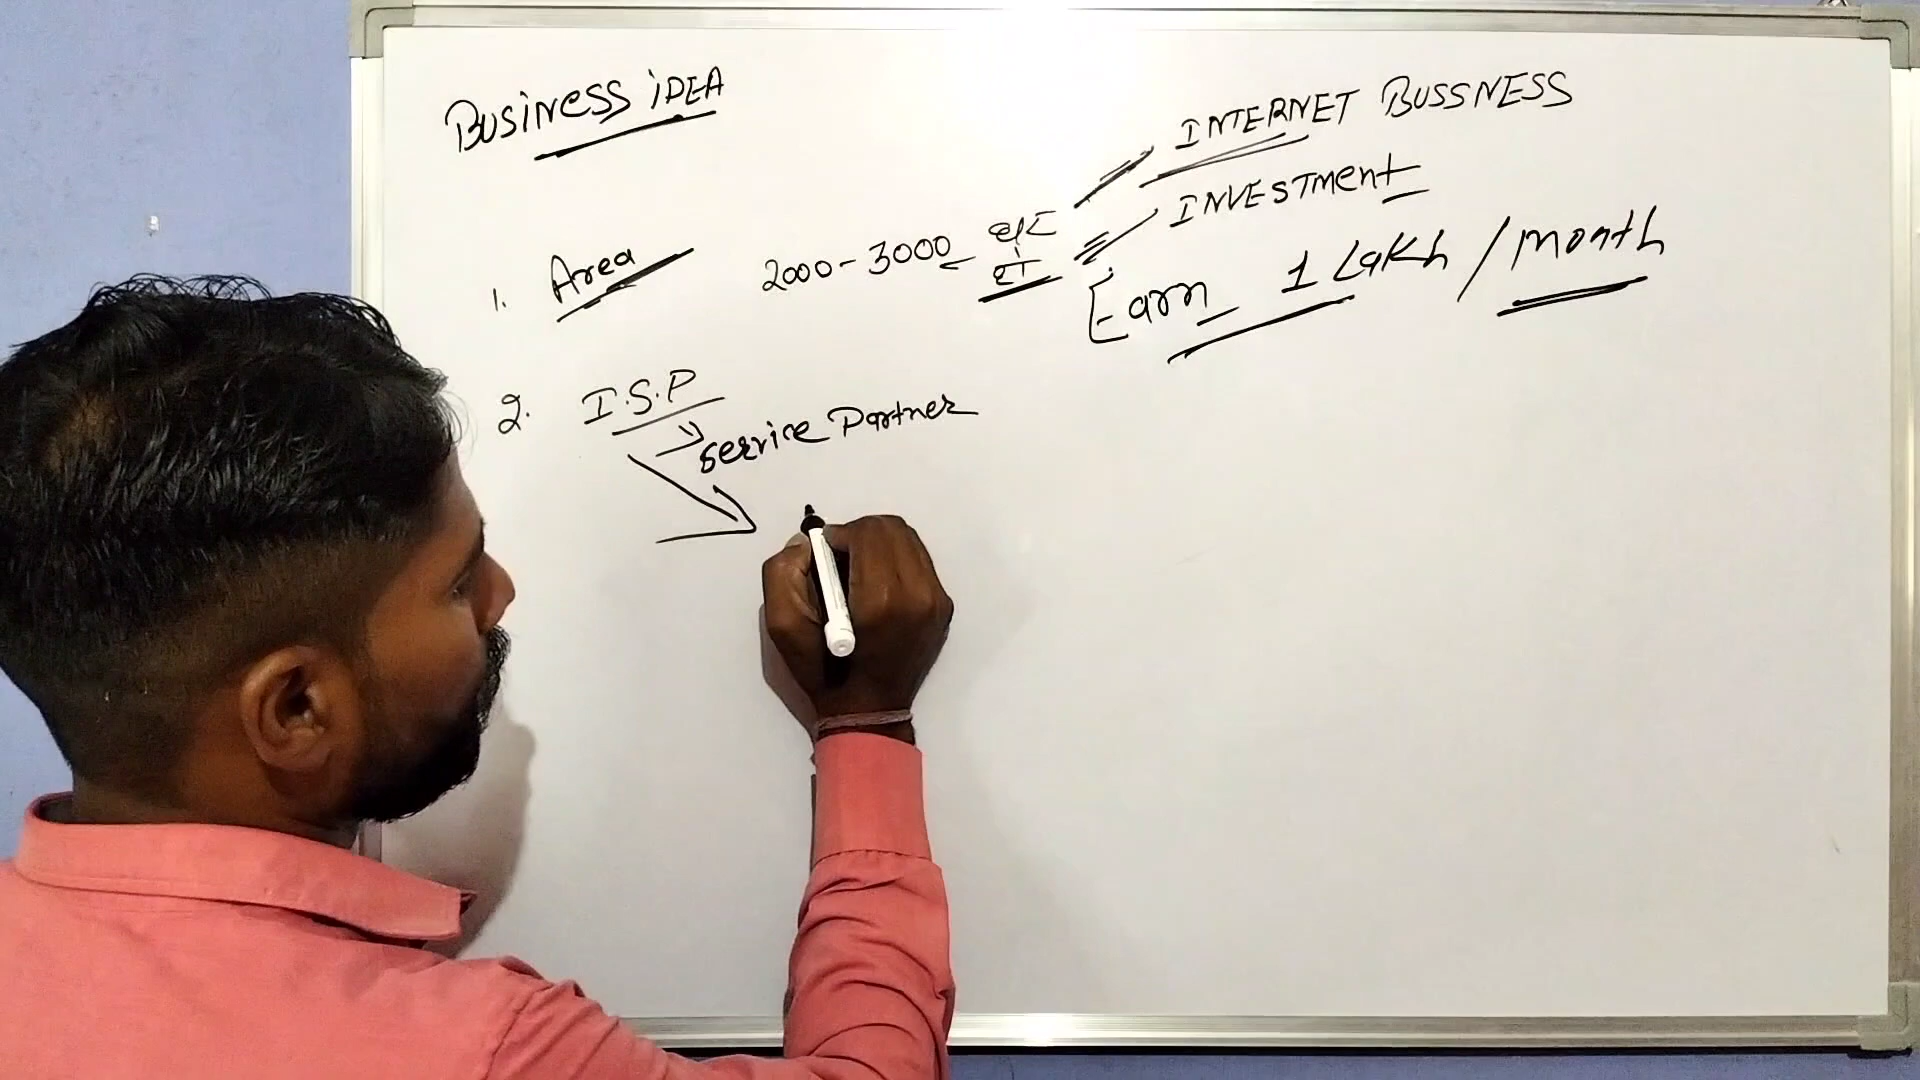 BUSINESS IDEA
INTERNET BUSSNESS
INVESTMENT
Earn 1 Lakh / Month
1. Area 2000-3000
2. I.S.P
service Partner